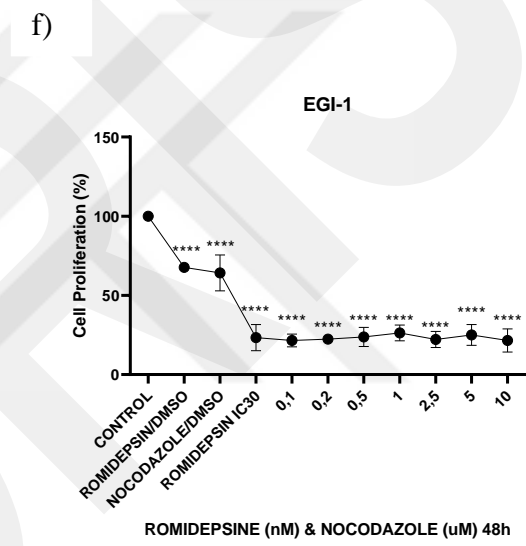 f)
EGI-1
150
100
50
0
Cell Proliferation (%)
****
****
****
****
****
****
****
****
****
****
CONTROL
ROMIDEPSIN/DMSO
NOCODAZOLE/DMSO
ROMIDEPSIN IC30
0,1
0,2
0,5
1
2,5
5
10
ROMIDEPSINE (nM) & NOCODAZOLE (uM) 48h